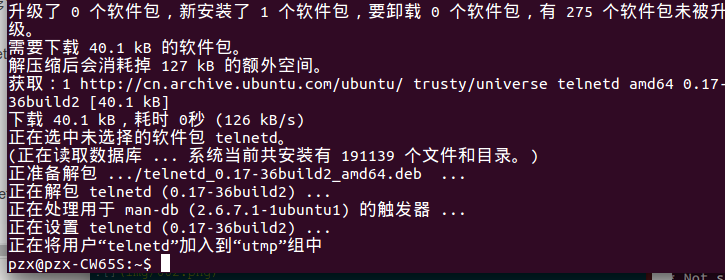 升级了 0 个软件包，新安装了 1 个软件包，要卸载 0 个软件包，有 275 个软件包未被升
级。
需要下载 40.1 kB 的软件包。
解压缩后会消耗掉 127 kB 的额外空间。
获取：1 http://cn.archive.ubuntu.com/ubuntu/ trusty/universe telnetd amd64 0.17-
36build2 [40.1 kB]
下载 40.1 kB，耗时 0秒 (126 kB/s)
正在选中未选择的软件包 telnetd。
(正在读取数据库 ... 系统当前共安装有 191139 个文件和目录。)
正准备解包 .../telnetd_0.17-36build2_amd64.deb  ...
正在解包 telnetd (0.17-36build2) ...
正在处理用于 man-db (2.6.7.1-1ubuntu1) 的触发器 ...
正在设置 telnetd (0.17-36build2) ...
正在将用户“telnetd”加入到“utmp”组中
pzx@pzx-CW65S:~$